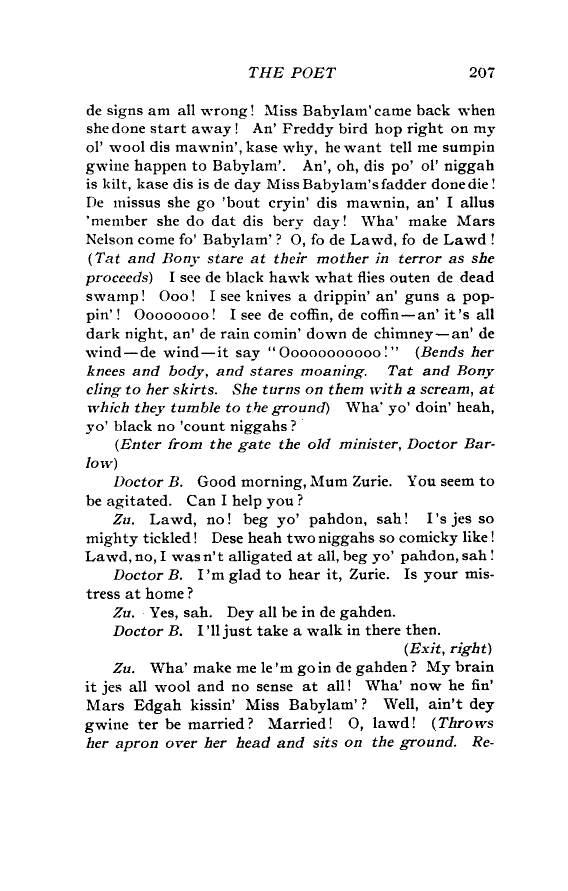 THE POET 207
de signs am all wrong! Miss Babylam' came back when
she done start away! An' Freddy bird hop right on my
ol' wool dis mawnin', kase why, he want tell me sumpin
gwine happen to Babylam'. An', oh, dis po' ol' niggah
is kilt, kase dis is de day Miss Babylam's fadder done die!
De missus she go 'bout cryin' dis mawnin, an' I allus
'member she do dat dis bery day! Wha' make Mars
Nelson come fo' Babylam'? O, fo de Lawd, fo de Lawd!
(Tat and Bony stare at their mother in terror as she
proceeds) I see de black hawk what flies outen de dead
swamp! Ooo! I see knives a drippin' an' guns a pop-
pin'! Oooooooo! I see de coffin, de coffin—an' it's all
dark night, an' de rain comin' down de chimney—an' de
wind—de wind—it say "Ooooooooooo!" (Bends her
knees and body, and stares moaning. Tat and Bony
cling to her skirts. She turns on them with a scream, at
which they tumble to the ground) Wha' yo' doin' heah,
yo' black no 'count niggahs?
(Enter from the gate the old minister, Doctor Bar-
low)
Doctor B. Good morning, Mum Zurie. You seem to
be agitated. Can I help you?
Zu. Lawd, no! beg yo' pahdon, sah! I's jes so
mighty tickled! Dese heah two niggahs so comicky like!
Lawd, no, I wasn't alligated at all, beg yo' pahdon, sah!
Doctor B. I'm glad to hear it, Zurie. Is your mis-
tress at home?
Zu. Yes, sah. Dey all be in de gahden.
Doctor B. I'll just take a walk in there then.
(Exit, right)
Zu. Wha' make me le'm go in de gahden? My brain
it jes all wool and no sense at all! Wha' now he fin'
Mars Edgah kissin' Miss Babylam'? Well, ain't dey
gwine ter be married? Married! O, lawd! (Throws
her apron over her head and sits on the ground. Re-